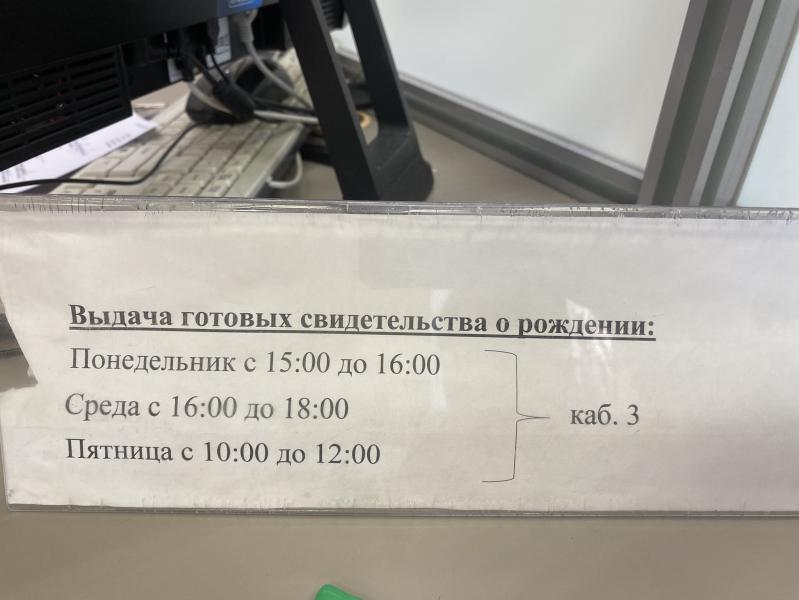 Выдача готовых свидетельства о рождении:
Понедельник с 15:00 до 16:00
Среда с 16:00 до 18:00
Пятница с 10:00 до 12:00
каб. 3